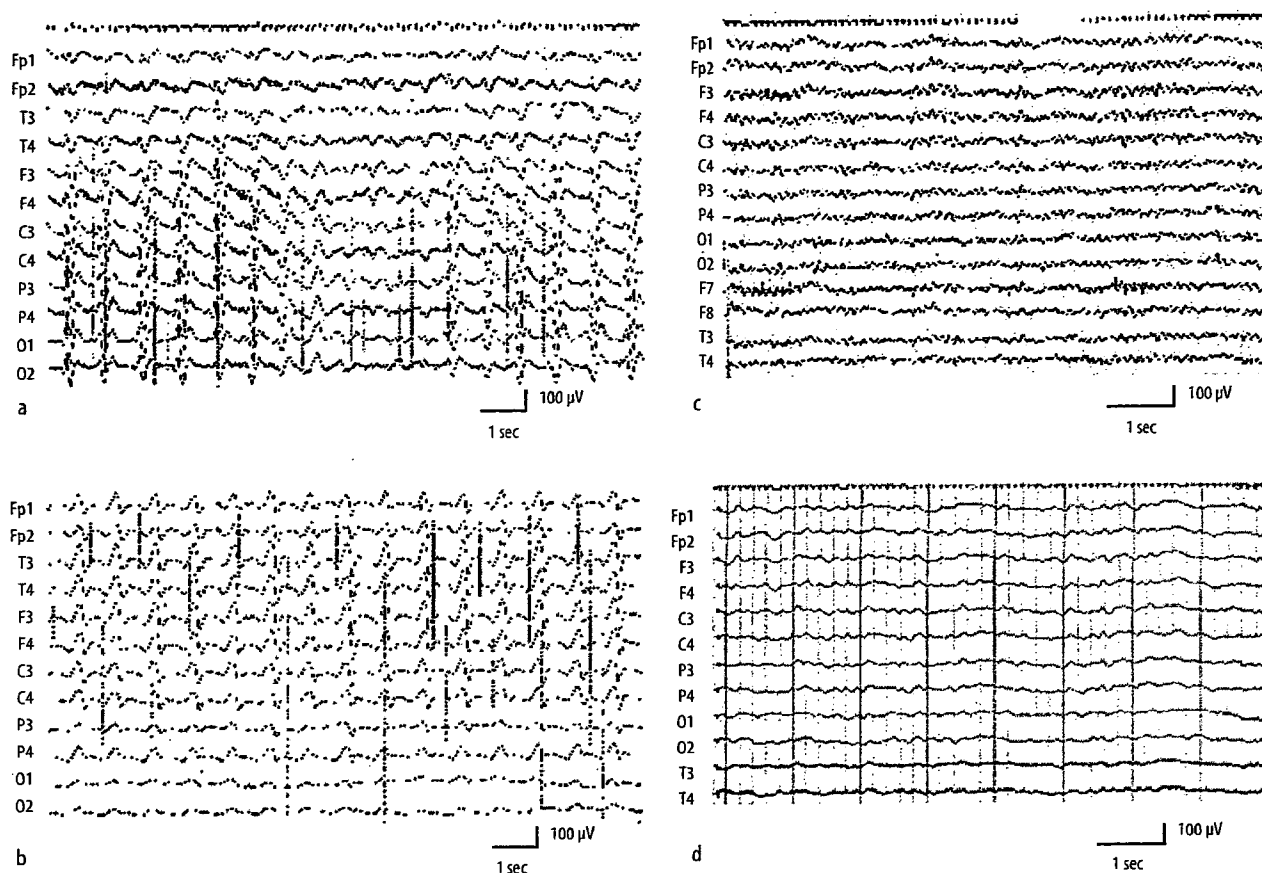 Fp1
Fp2
T3
T4
F3
F4
C3
C4
P3
P4
O1
O2
a
100 µV
1 sec
Fp1
Fp2
F3
F4
C3
C4
P3
P4
O1
O2
F7
F8
T3
T4
c
100 µV
1 sec
Fp1
Fp2
T3
T4
F3
F4
C3
C4
P3
P4
O1
O2
b
100 µV
1 sec
Fp1
Fp2
F3
F4
C3
C4
P3
P4
O1
O2
T3
T4
d
100 µV
1 sec